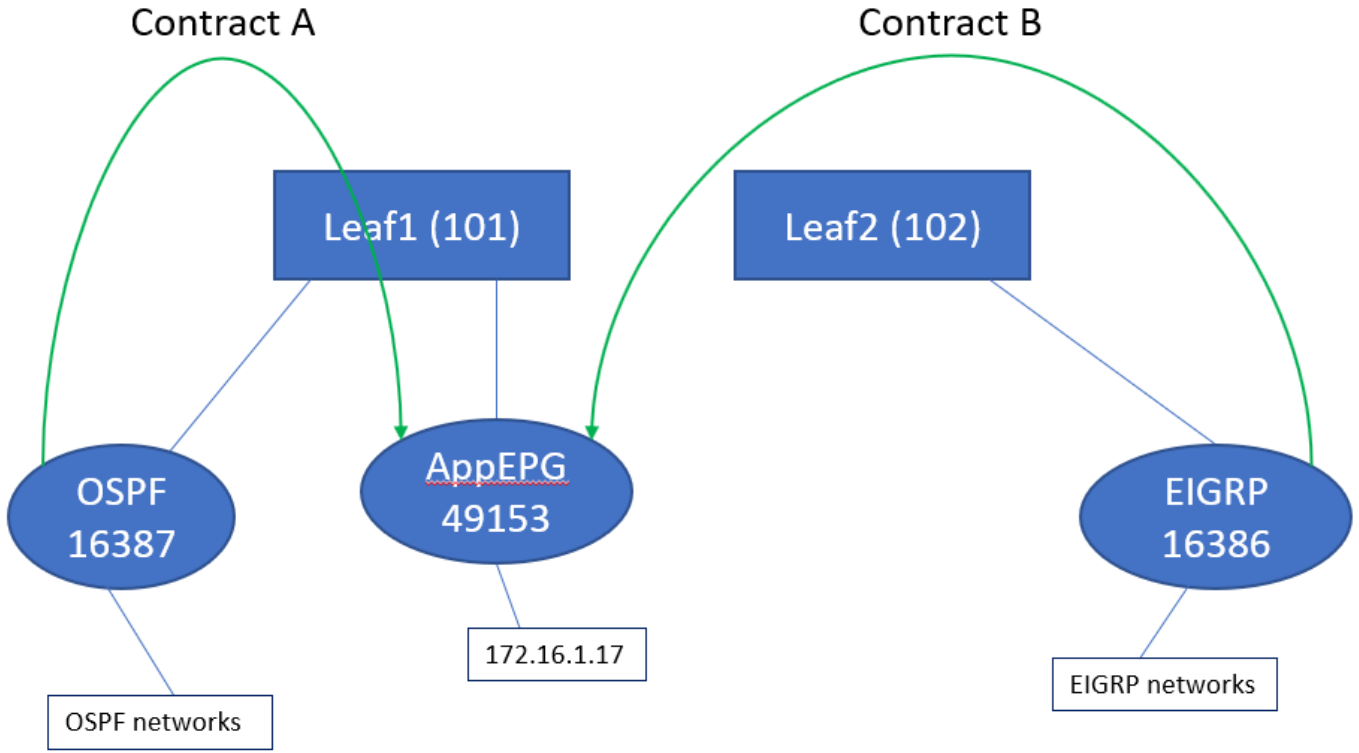 Contract A
Contract B
Leaf1 (101)
Leaf2 (102)
OSPF
16387
AppEPG
49153
EIGRP
16386
172.16.1.17
EIGRP networks
OSPF networks